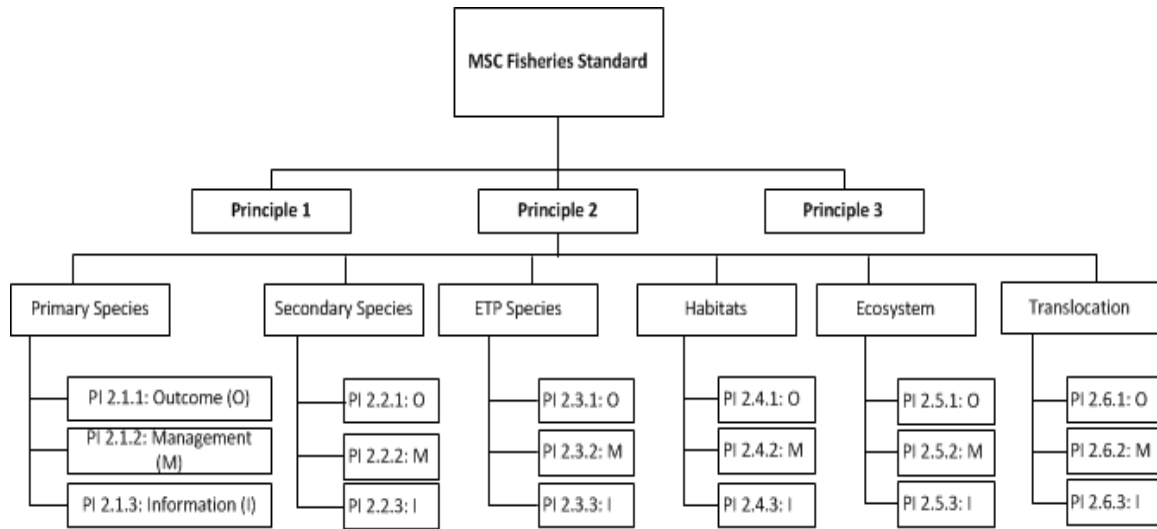 MSC Fisheries Standard
Principle 1
Principle 2
Principle 3
Primary Species
Secondary Species
ETP Species
Habitats
Ecosystem
Translocation
PI 2.1.1: Outcome (O)
PI 2.1.2: Management
(M)
PI 2.1.3: Information (I)
PI 2.2.1: O
PI 2.2.2: M
PI 2.2.3: I
PI 2.3.1: O
PI 2.3.2: M
PI 2.3.3: I
PI 2.4.1: O
PI 2.4.2: M
PI 2.4.3: I
PI 2.5.1: O
PI 2.5.2: M
PI 2.5.3: I
PI 2.6.1: O
PI 2.6.2: M
PI 2.6.3: I